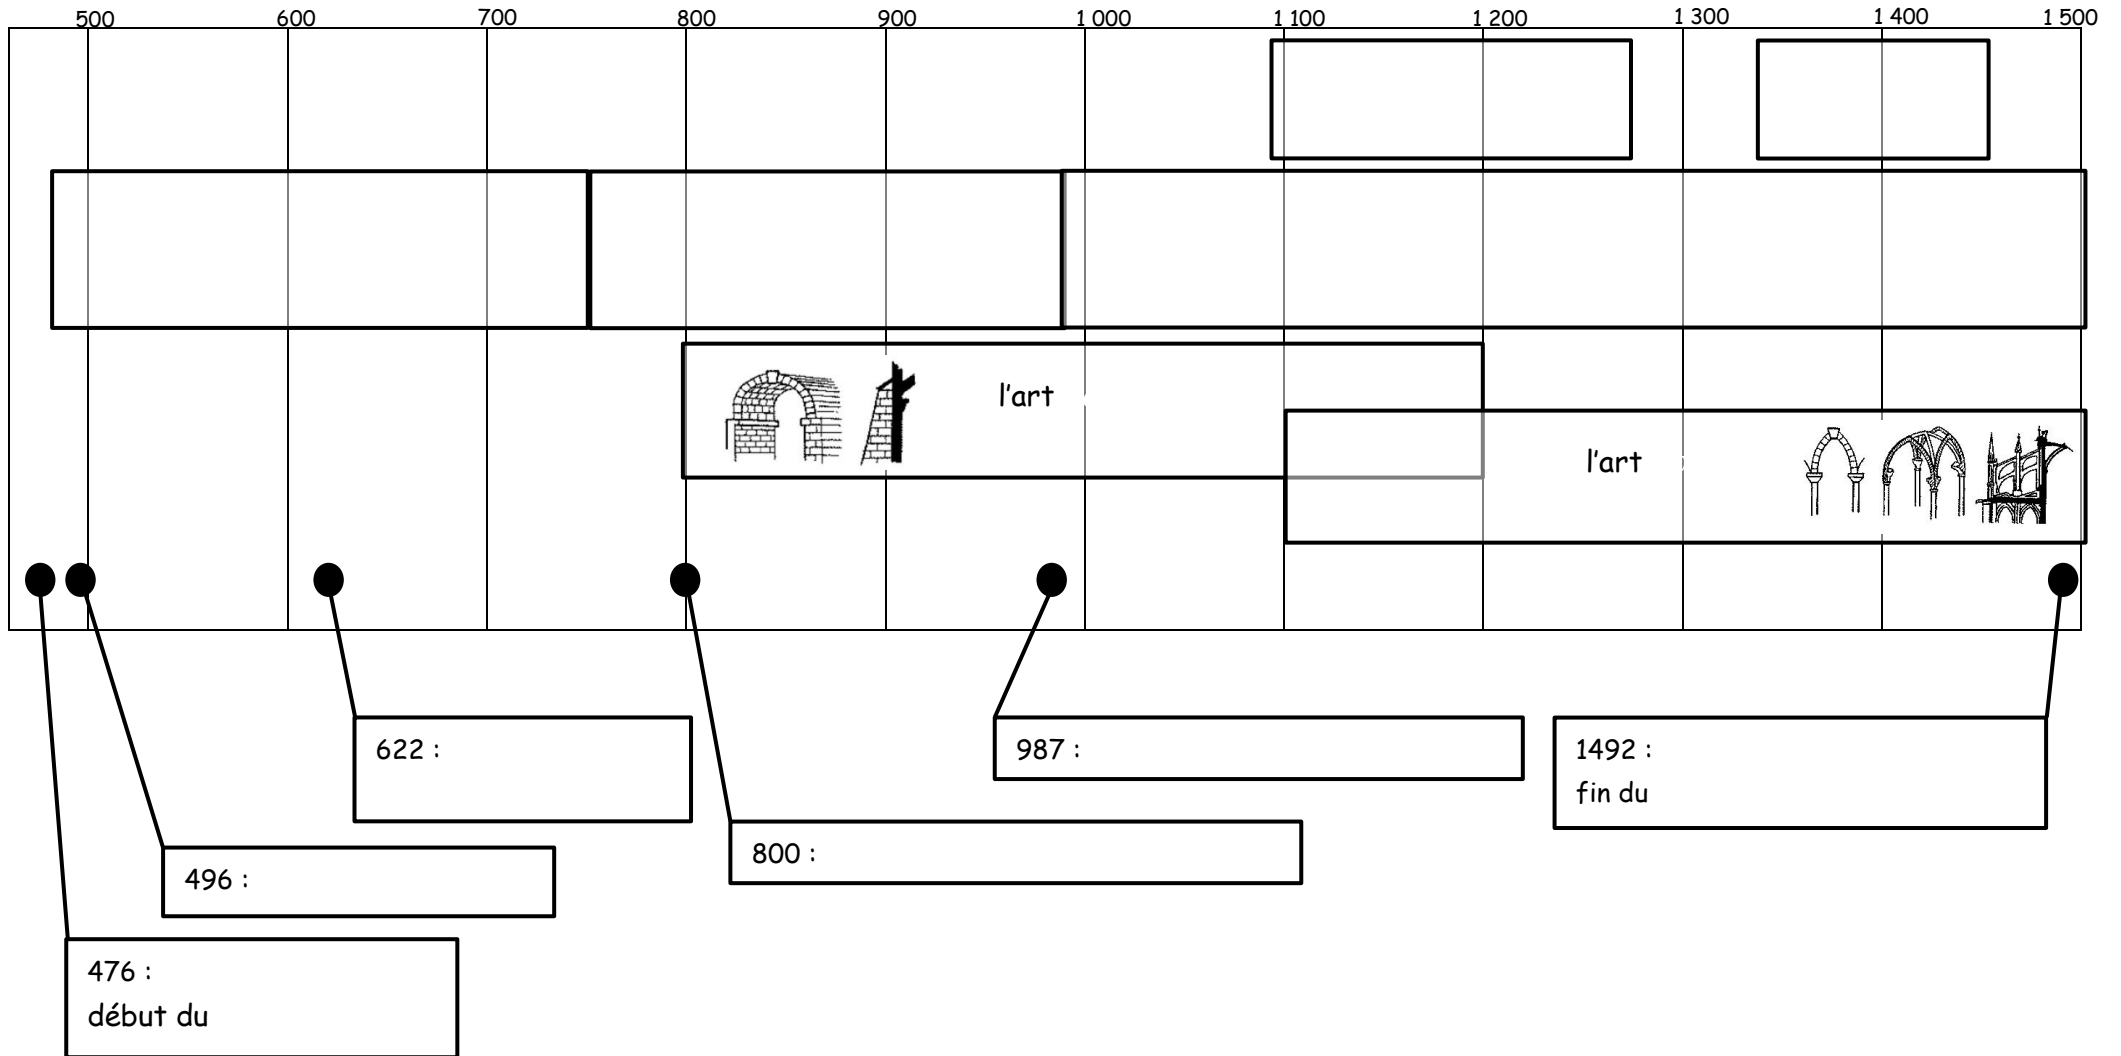 500 600 700 800 900 1 000 1 100 1 200 1 300 1 400 1 500
l'art
l'art
622 :
987 :
1492 :
fin du
800 :
496 :
476 :
début du